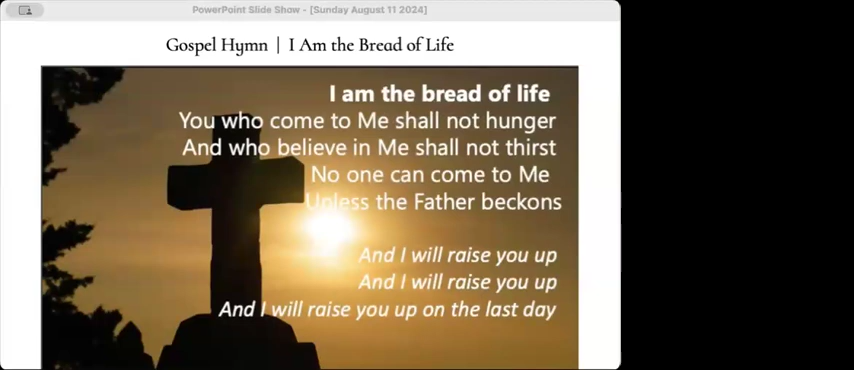 PowerPoint Slide Show - [Sunday August 11 2024]
Gospel Hymn | I Am the Bread of Life
I am the bread of life
You who come to Me shall not hunger
And who believe in Me shall not thirst
No one can come to Me
Unless the Father beckons
And I will raise you up
And I will raise you up
And I will raise you up on the last day